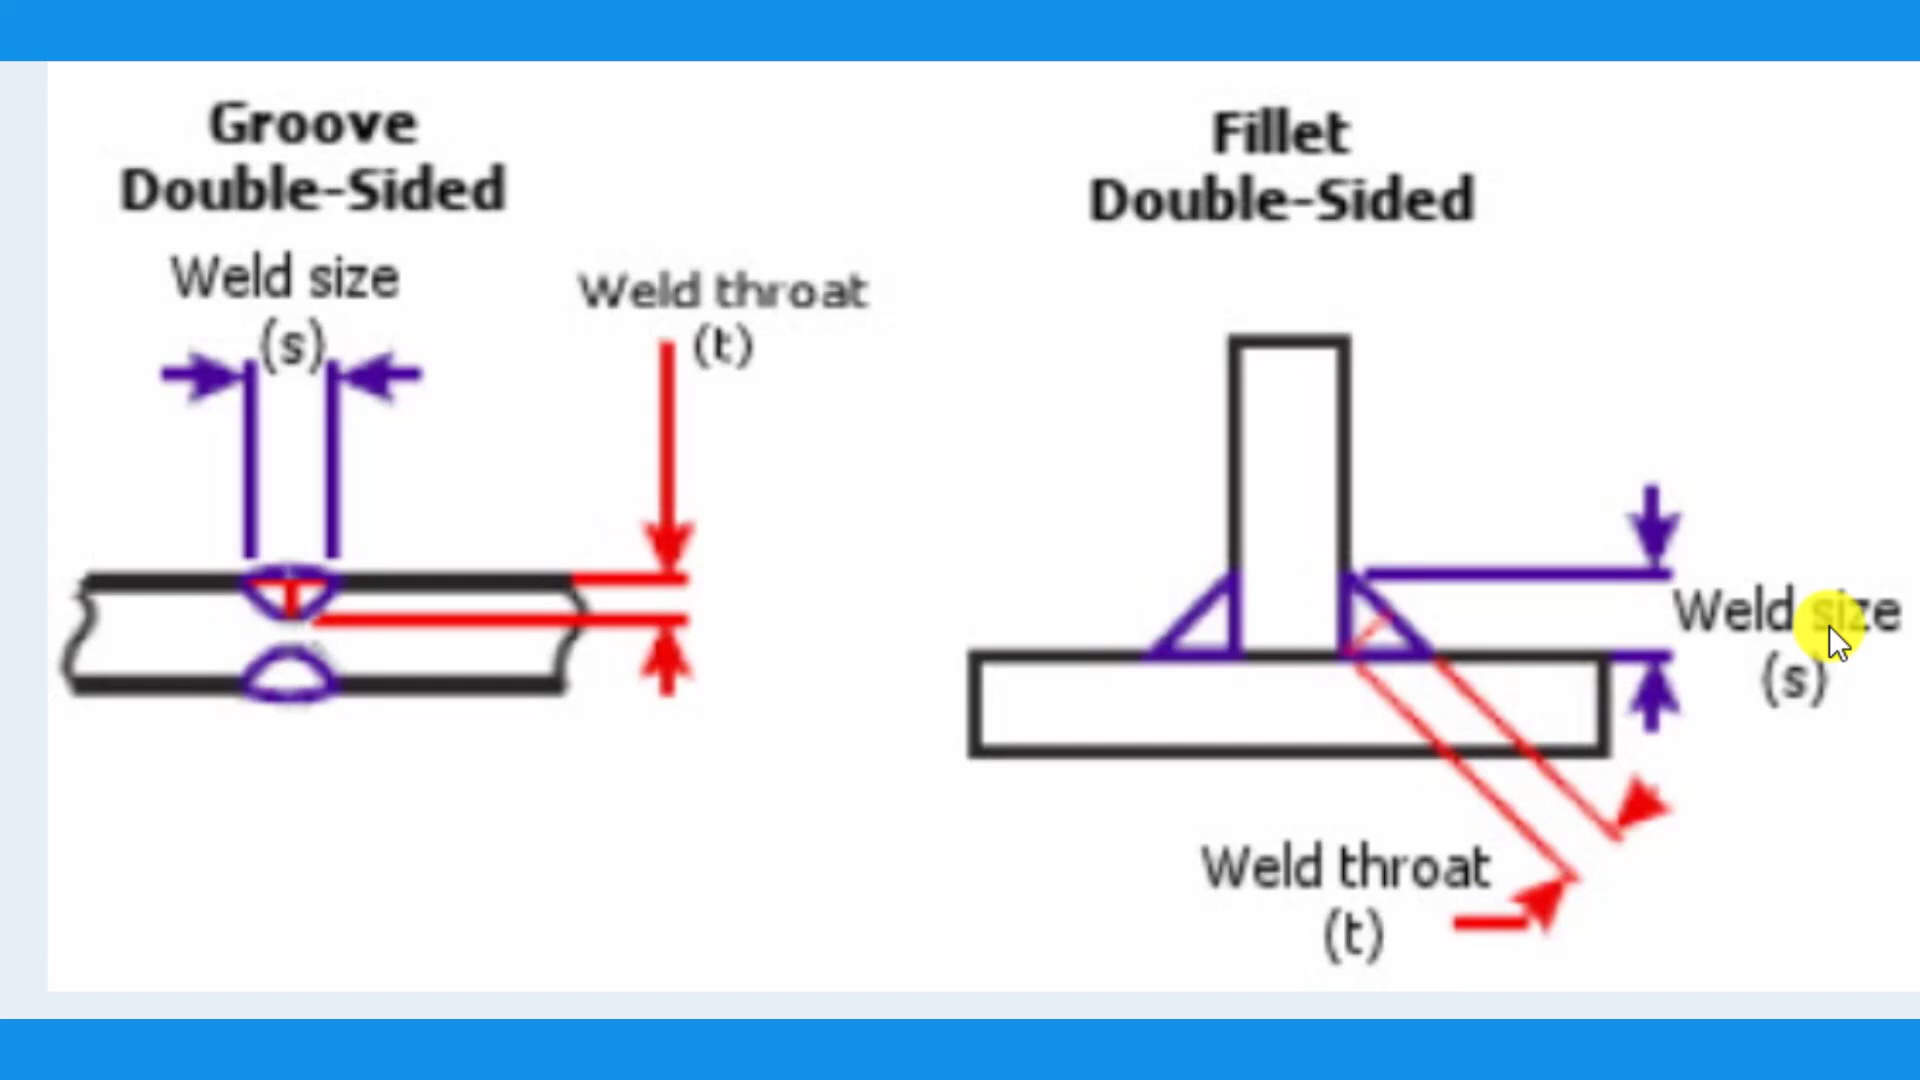 Groove
Double-Sided
Weld size
(s)
Weld throat
(t)
Fillet
Double-Sided
Weld size
(s)
Weld throat
(t)